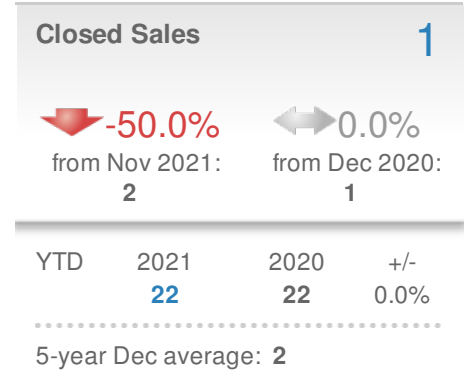 Closed Sales 1
-50.0% 0.0%
from Nov 2021: from Dec 2020:
2 1
YTD 2021 2020 +/-
22 22 0.0%
5-year Dec average: 2